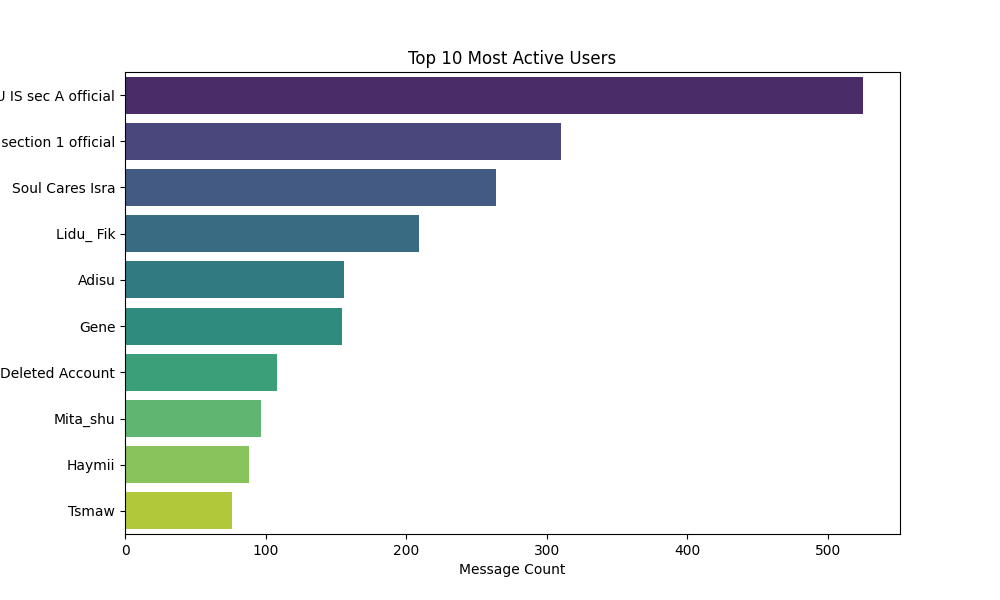 Top 10 Most Active Users
IS sec A official
section 1 official
Soul Cares Isra
Lidu_ Fik
Adisu
Gene
Deleted Account
Mita_shu
Haymii
Tsmaw
0 100 200 300 400 500
Message Count